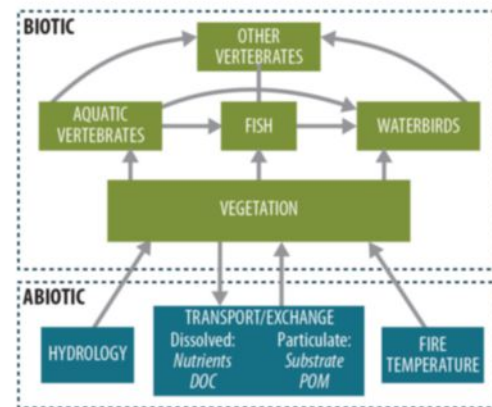 BIOTIC
OTHER
VERTEBRATES
AQUATIC
VERTEBRATES
FISH
WATERBIRDS
VEGETATION
ABIOTIC
HYDROLOGY
TRANSPORT/EXCHANGE
Dissolved:
Nutrients
DOC
Particulate:
Substrate
POM
FIRE
TEMPERATURE